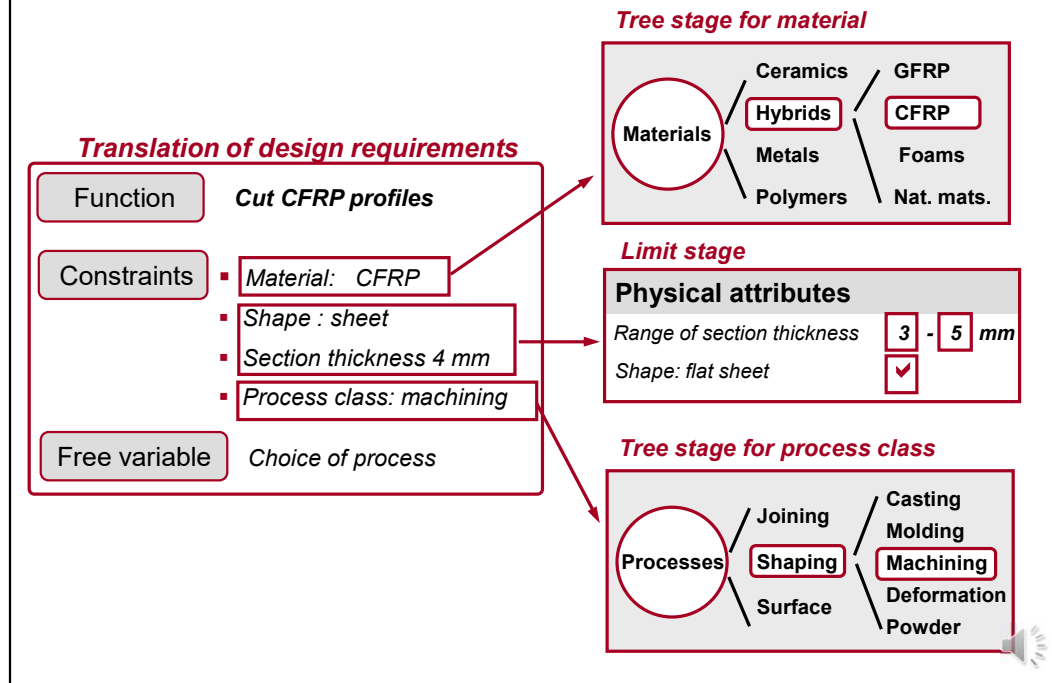 Translation of design requirements
Function
Cut CFRP profiles
Constraints
▪ Material: CFRP
▪ Shape : sheet
▪ Section thickness 4 mm
▪ Process class: machining
Free variable
Choice of process
Tree stage for material
Materials
Ceramics
Hybrids
Metals
Polymers
GFRP
CFRP
Foams
Nat. mats.
Limit stage
Physical attributes
Range of section thickness 3 - 5 mm
Shape: flat sheet
Tree stage for process class
Processes
Joining
Shaping
Surface
Casting
Molding
Machining
Deformation
Powder